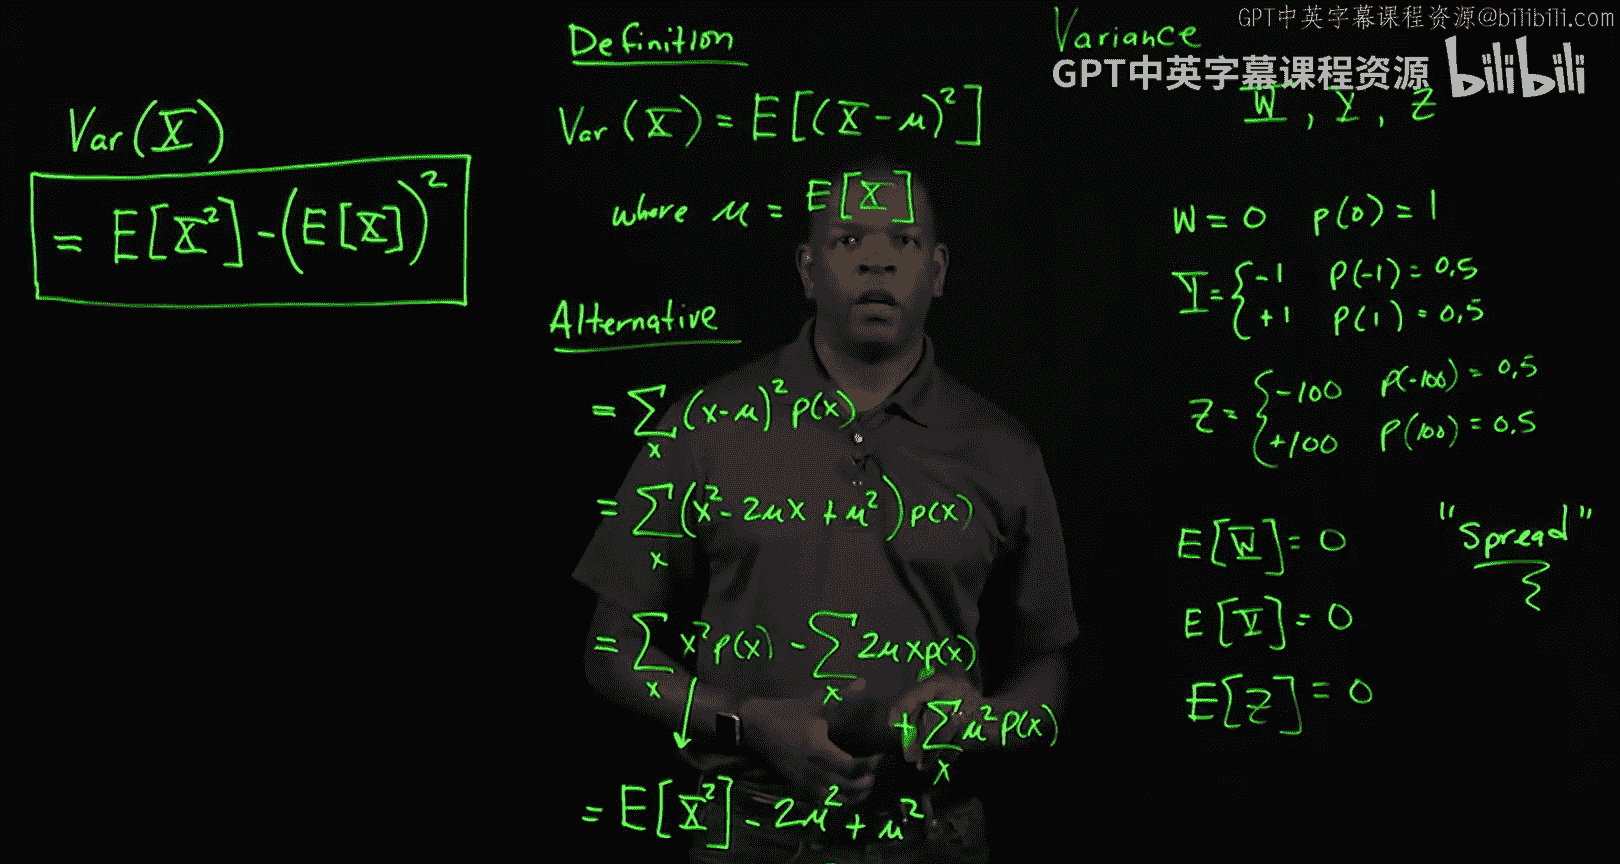 GPT中英字幕课程资源@bilibili.com
GPT中英字幕课程资源 bilibili
Var(X)
= E[X²] - (E[X])²
Definition
Var(X) = E[(X-μ)²]
where μ = E[X]
Alternative
= ∑ₓ (x-μ)² p(x)
= ∑ₓ (x² - 2μx + μ²) p(x)
= ∑ₓ x² p(x) - ∑ₓ 2μxp(x)
+ ∑ₓ μ² p(x)
= E[X²] - 2μ² + μ²
Variance
W, Y, Z
W = 0 p(0) = 1
Y = { -1 p(-1) = 0.5
+1 p(1) = 0.5
Z = { -100 p(-100) = 0.5
+100 p(100) = 0.5
E[W] = 0
E[Y] = 0
E[Z] = 0
"Spread"